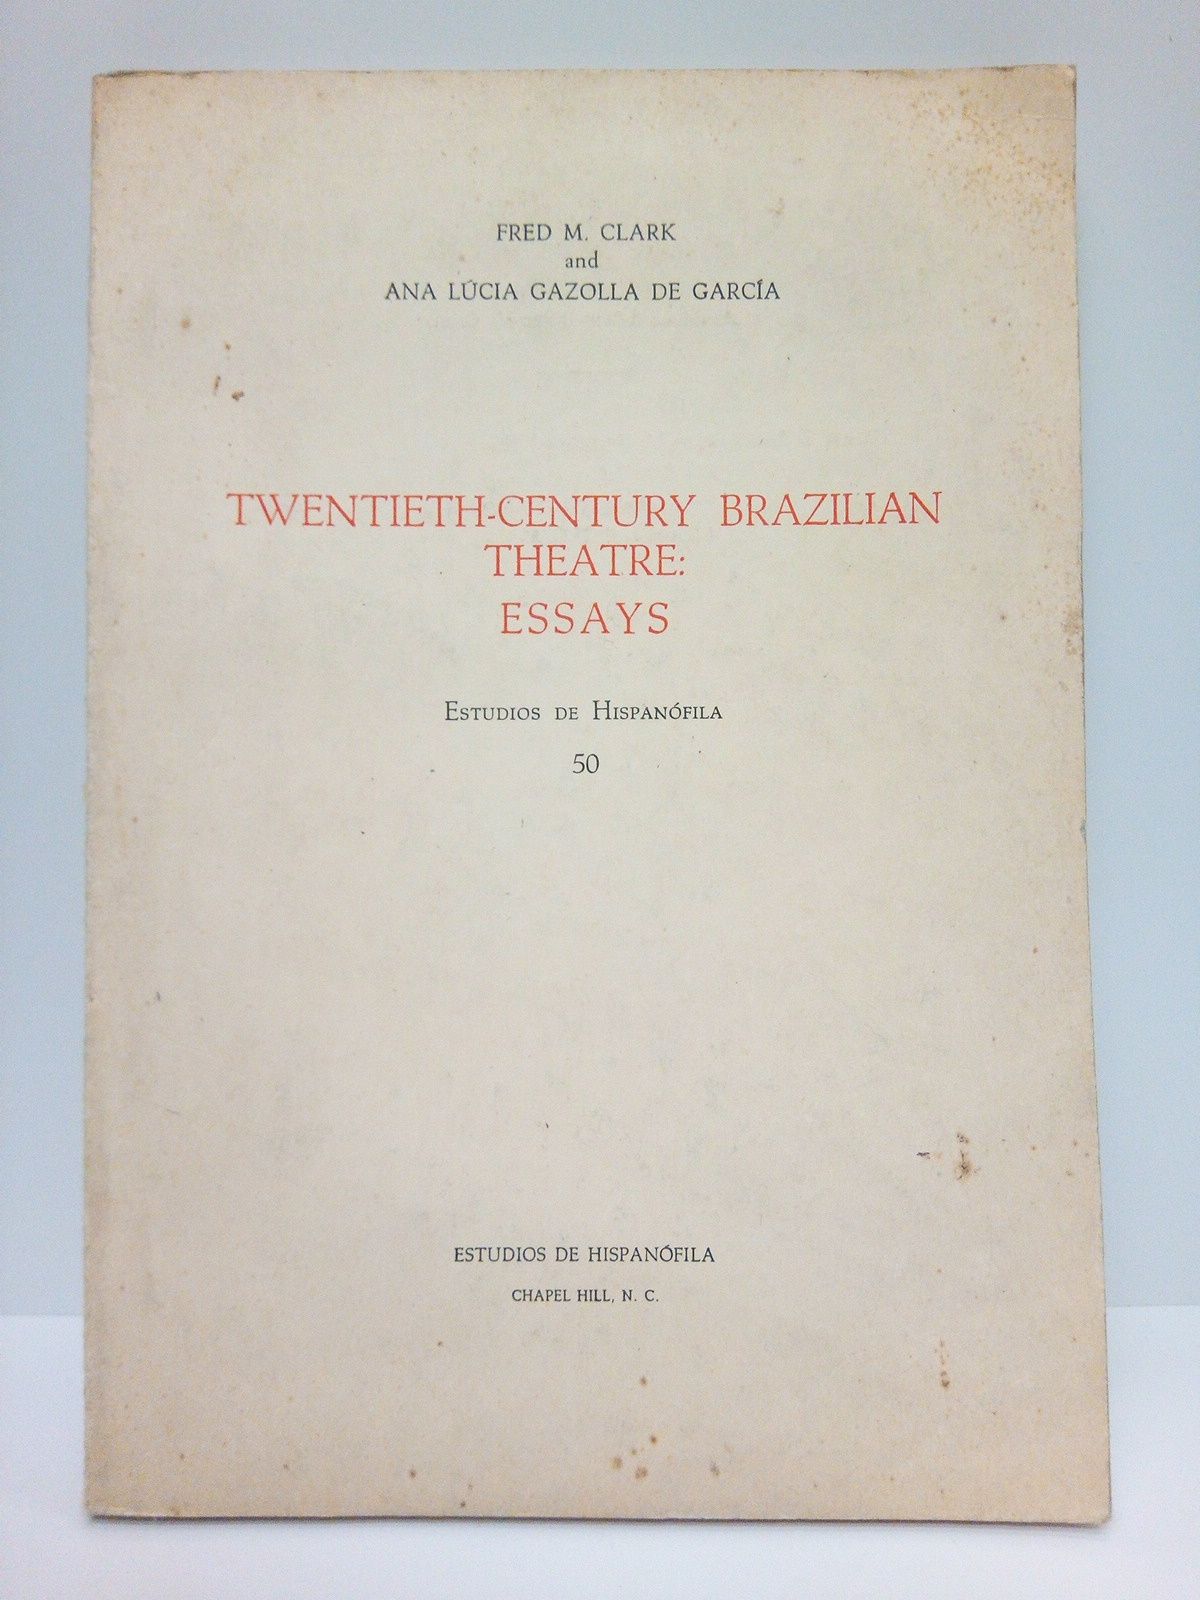 FRED M. CLARK
and
ANA LÚCIA GAZOLLA DE GARCÍA
TWENTIETH-CENTURY BRAZILIAN
THEATRE:
ESSAYS
ESTUDIOS DE HISPANÓFILA
50
ESTUDIOS DE HISPANÓFILA
CHAPEL HILL, N. C.